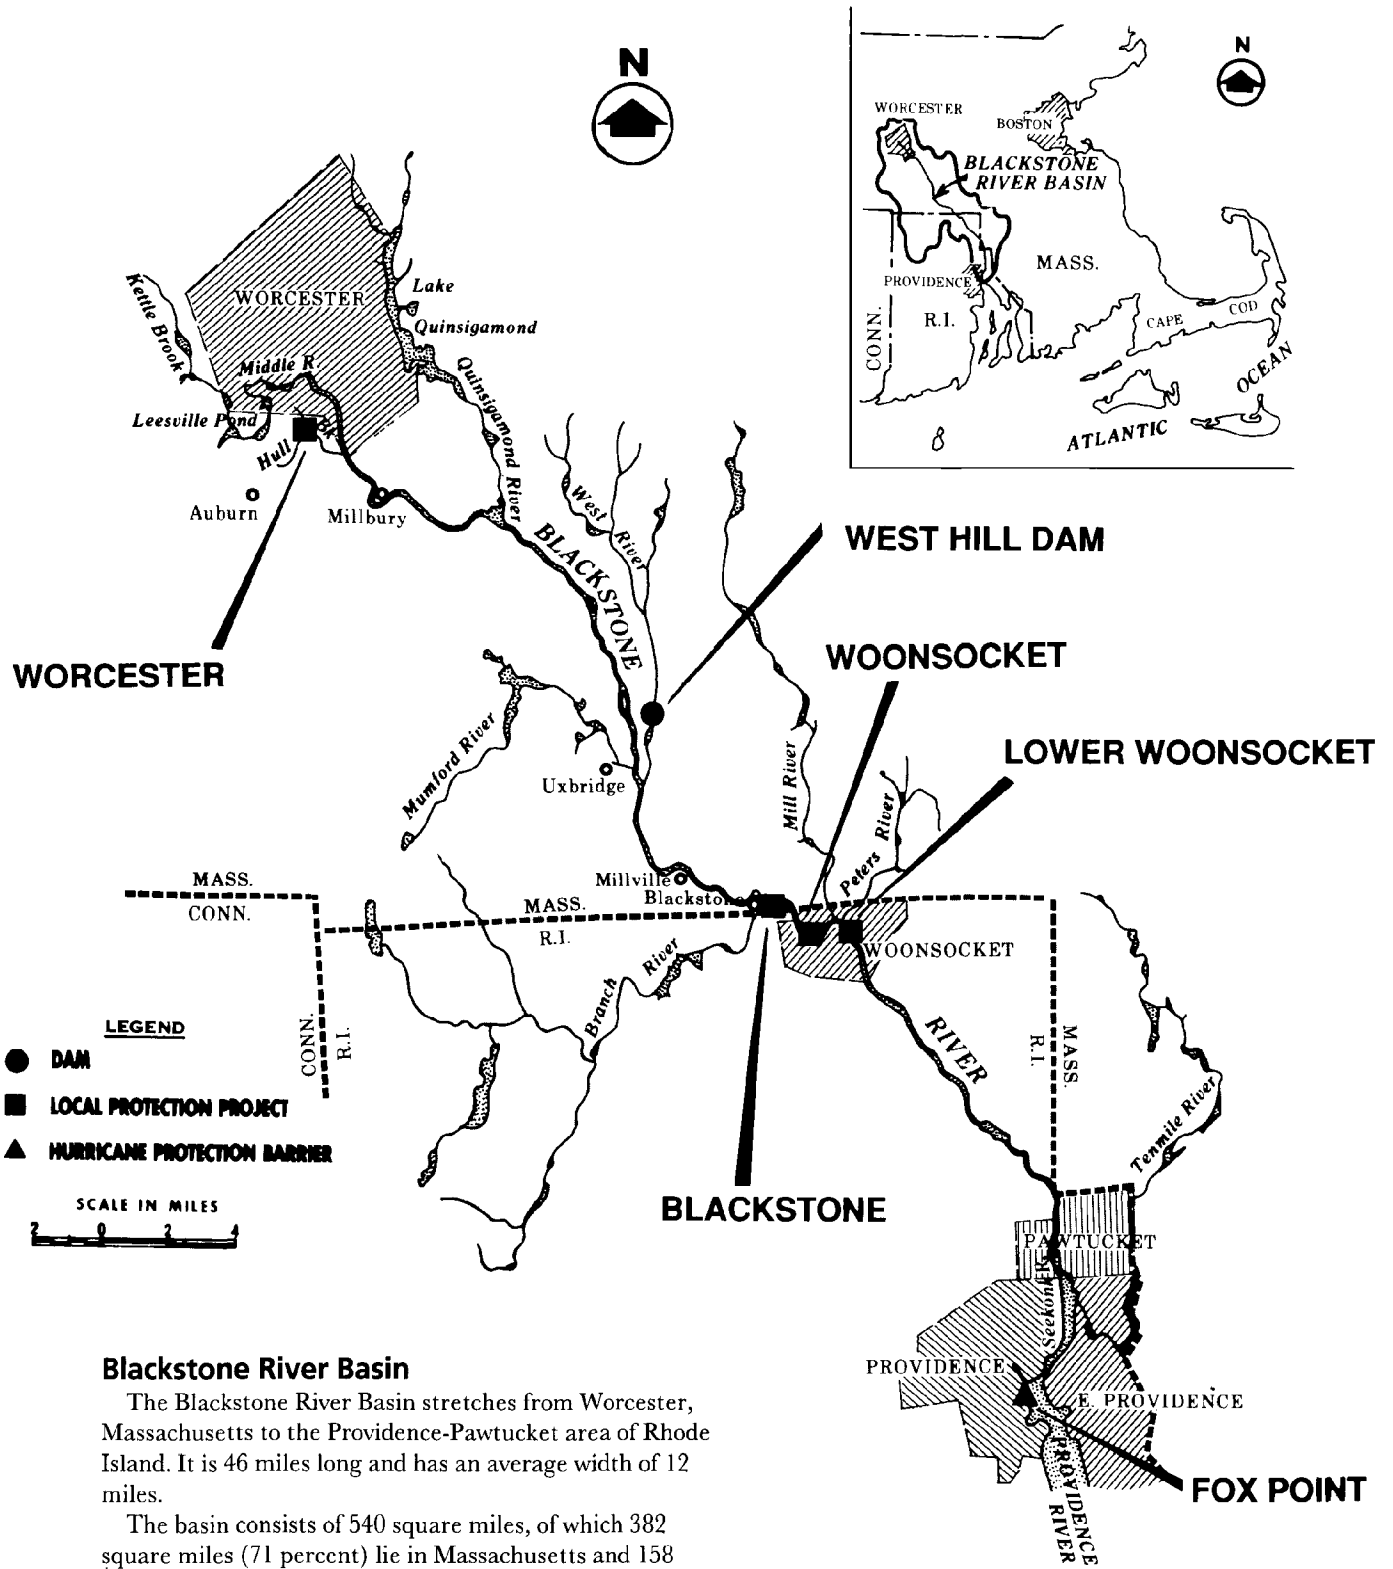 N
N
WORCESTER
BOSTON
BLACKSTONE
RIVER BASIN
MASS.
PROVIDENCE
R.I.
CONN.
CAPE
COD
ATLANTIC
OCEAN
WORCESTER
Lake
Quinsigamond
Kettle Brook
Middle R.
Leesville Pond
Hull
Bk.
Quinsigamond River
Auburn
Millbury
West
River
BLACKSTONE
WEST HILL DAM
WORCESTER
WOONSOCKET
LOWER WOONSOCKET
Mumford River
Uxbridge
Mill River
Peters River
Millville
Blackstone
MASS.
CONN.
MASS.
R.I.
WOONSOCKET
Branch
River
RIVER
CONN.
R.I.
R.I.
MASS.
LEGEND
DAM
LOCAL PROTECTION PROJECT
HURRICANE PROTECTION BARRIER
SCALE IN MILES
2 0 2 4
Tenmile River
BLACKSTONE
PAWTUCKET
Seekonk R.
PROVIDENCE
E. PROVIDENCE
FOX POINT
PROVIDENCE
RIVER
Blackstone River Basin
The Blackstone River Basin stretches from Worcester,
Massachusetts to the Providence-Pawtucket area of Rhode
Island. It is 46 miles long and has an average width of 12
miles.
The basin consists of 540 square miles, of which 382
square miles (71 percent) lie in Massachusetts and 158